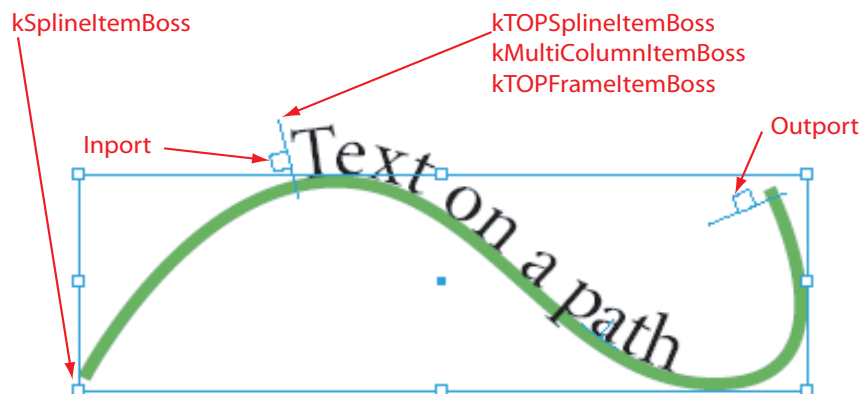 kSplineItemBoss
kTOPSplineItemBoss
kMultiColumnItemBoss
kTOPFrameItemBoss
Inport
Outport
Text on a path